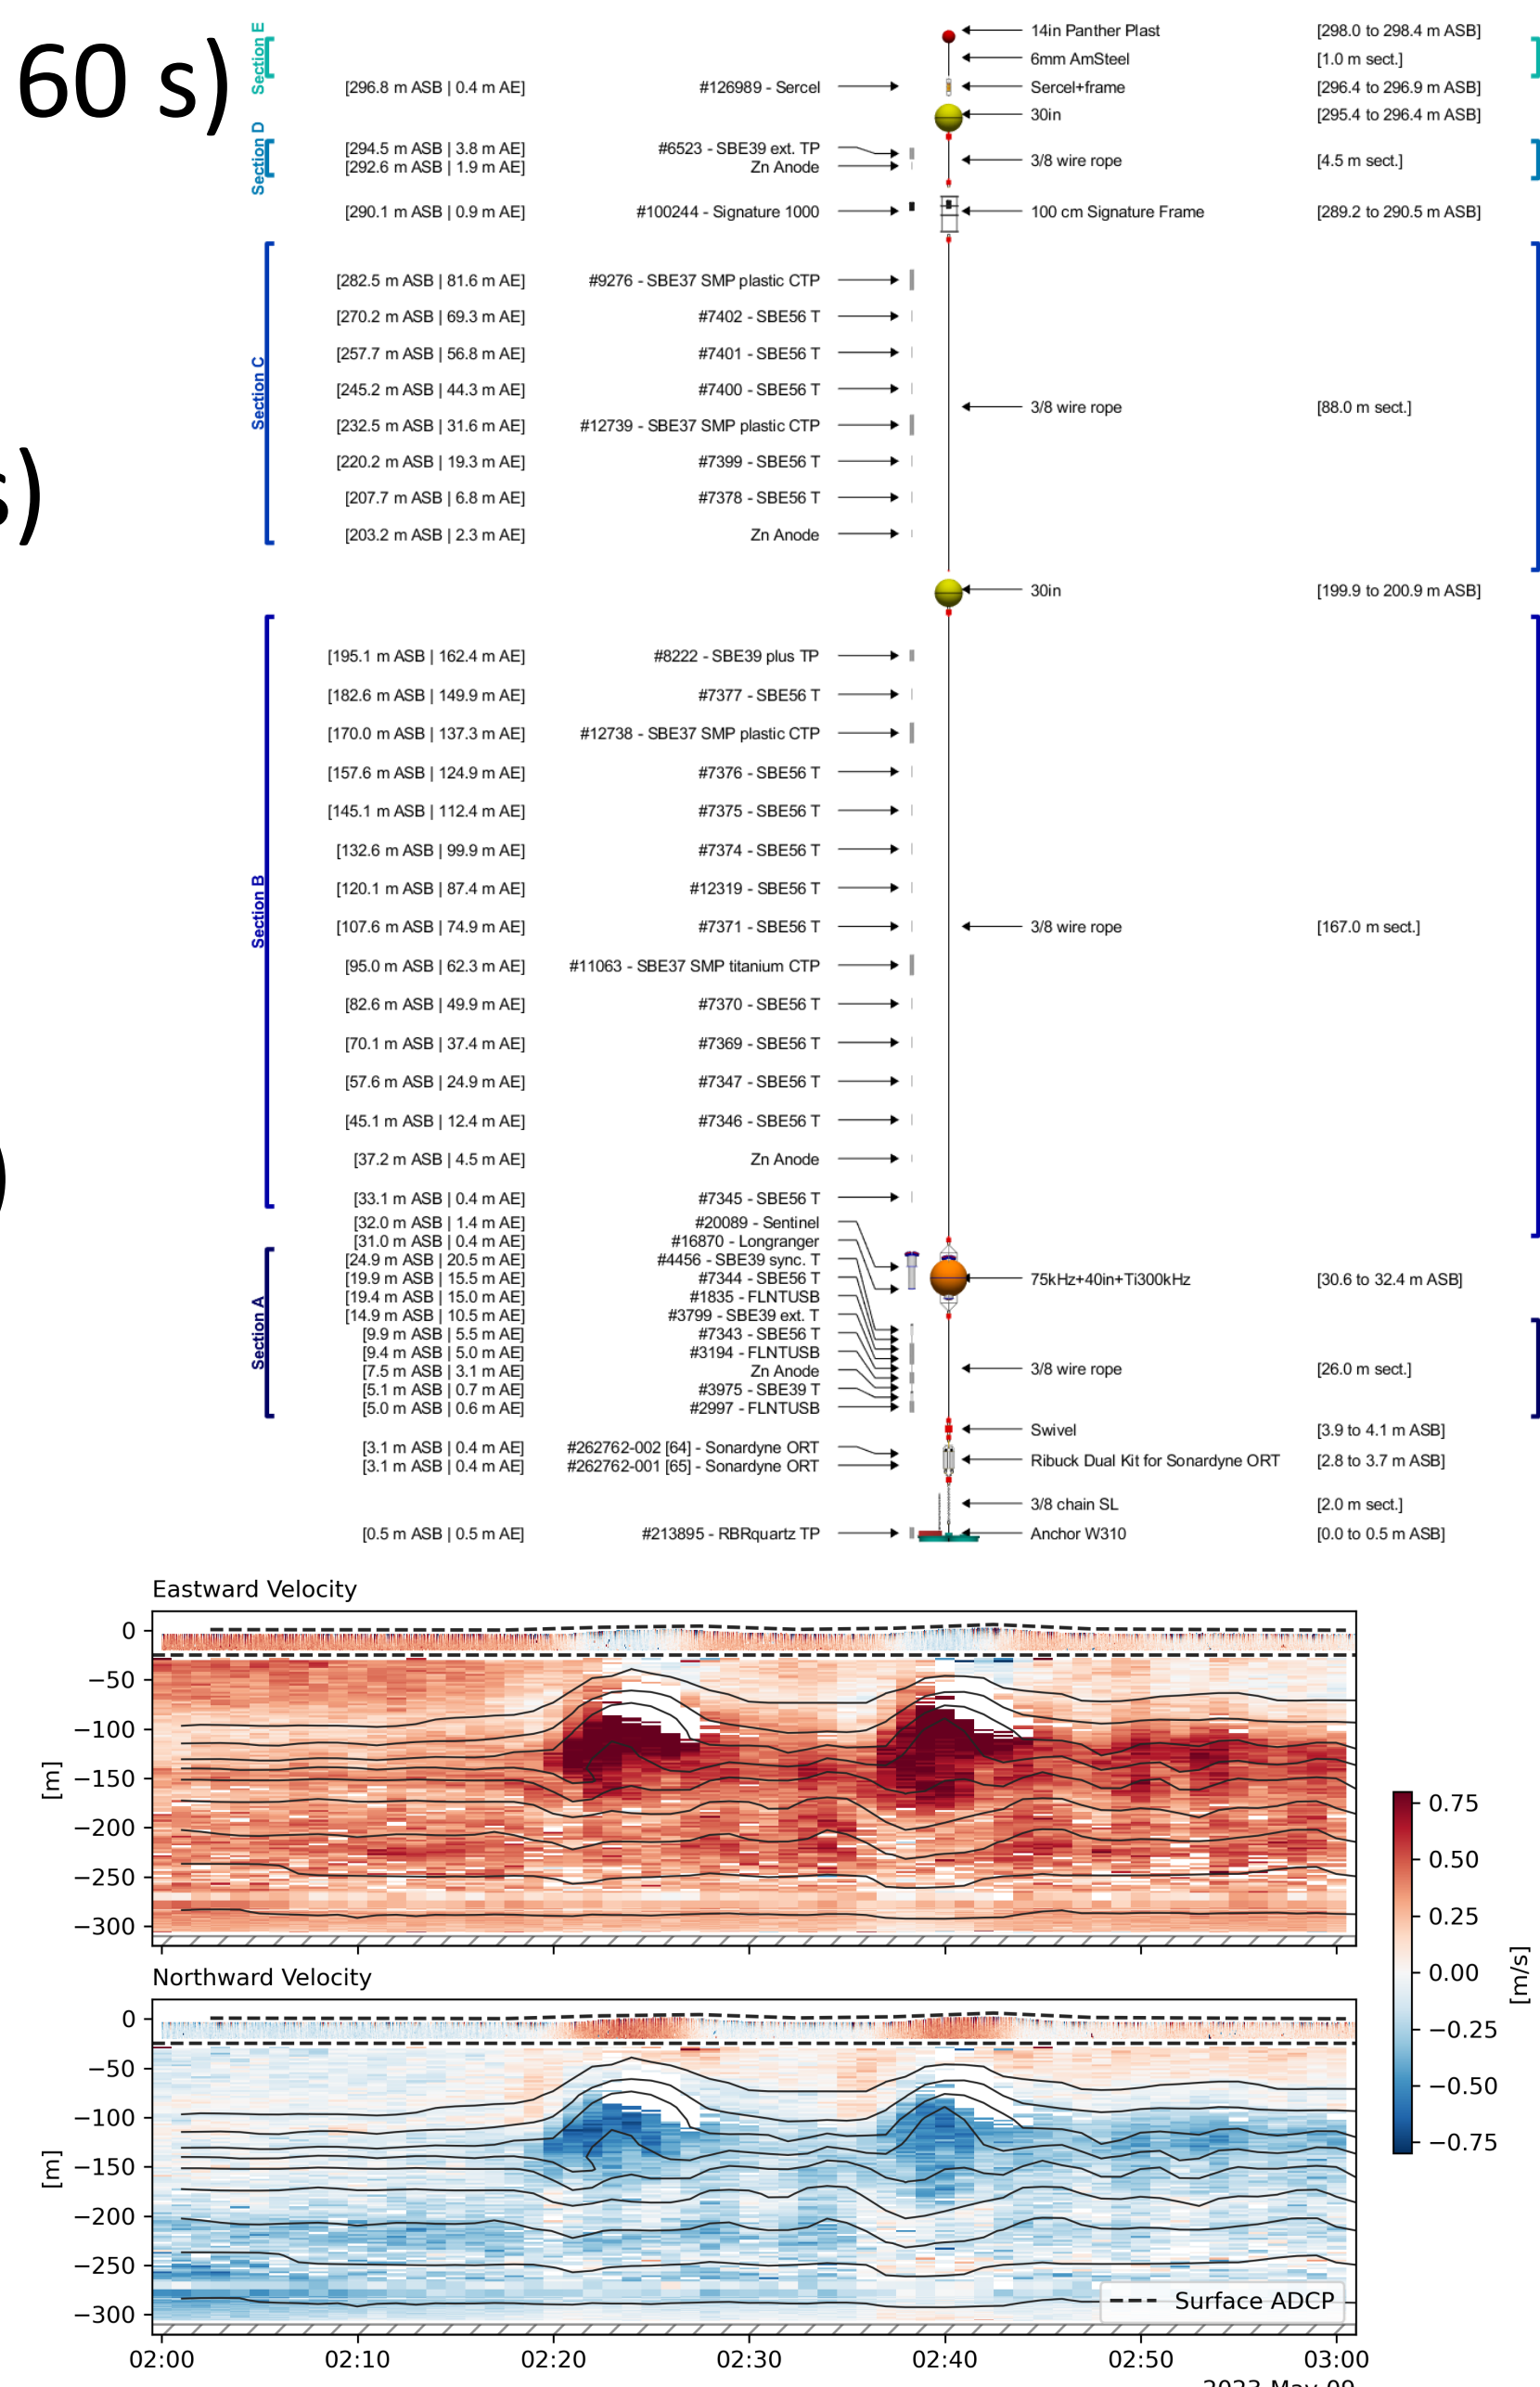 60 s)
s)
)
Section E
14in Panther Plast [298.0 to 298.4 m ASB]
6mm AmSteel [1.0 m sect.]
[296.8 m ASB | 0.4 m AE] #126989 - Sercel Sercel+frame [296.4 to 296.9 m ASB]
30in [295.4 to 296.4 m ASB]
Section D
[294.5 m ASB | 3.8 m AE] #6523 - SBE39 ext. TP
3/8 wire rope [4.5 m sect.]
[292.6 m ASB | 1.9 m AE] Zn Anode
[290.1 m ASB | 0.9 m AE] #100244 - Signature 1000 100 cm Signature Frame [289.2 to 290.5 m ASB]
Section C
[282.5 m ASB | 81.6 m AE] #9276 - SBE37 SMP plastic CTP
[270.2 m ASB | 69.3 m AE] #7402 - SBE56 T
[257.7 m ASB | 56.8 m AE] #7401 - SBE56 T
[245.2 m ASB | 44.3 m AE] #7400 - SBE56 T
3/8 wire rope [88.0 m sect.]
[232.5 m ASB | 31.6 m AE] #12739 - SBE37 SMP plastic CTP
[220.2 m ASB | 19.3 m AE] #7399 - SBE56 T
[207.7 m ASB | 6.8 m AE] #7378 - SBE56 T
[203.2 m ASB | 2.3 m AE] Zn Anode
30in [199.9 to 200.9 m ASB]
Section B
[195.1 m ASB | 162.4 m AE] #8222 - SBE39 plus TP
[182.6 m ASB | 149.9 m AE] #7377 - SBE56 T
[170.0 m ASB | 137.3 m AE] #12738 - SBE37 SMP plastic CTP
[157.6 m ASB | 124.9 m AE] #7376 - SBE56 T
[145.1 m ASB | 112.4 m AE] #7375 - SBE56 T
[132.6 m ASB | 99.9 m AE] #7374 - SBE56 T
[120.1 m ASB | 87.4 m AE] #12319 - SBE56 T
[107.6 m ASB | 74.9 m AE] #7371 - SBE56 T 3/8 wire rope [167.0 m sect.]
[95.0 m ASB | 62.3 m AE] #11063 - SBE37 SMP titanium CTP
[82.6 m ASB | 49.9 m AE] #7370 - SBE56 T
[70.1 m ASB | 37.4 m AE] #7369 - SBE56 T
[57.6 m ASB | 24.9 m AE] #7347 - SBE56 T
[45.1 m ASB | 12.4 m AE] #7346 - SBE56 T
[37.2 m ASB | 4.5 m AE] Zn Anode
[33.1 m ASB | 0.4 m AE] #7345 - SBE56 T
[32.0 m ASB | 1.4 m AE] #20089 - Sentinel
[31.0 m ASB | 0.4 m AE] #16870 - Longranger
Section A
[24.9 m ASB | 20.5 m AE] #4456 - SBE39 sync. T
[19.9 m ASB | 15.5 m AE] #7344 - SBE56 T 75kHz+40in+Ti300kHz [30.6 to 32.4 m ASB]
[19.4 m ASB | 15.0 m AE] #1835 - FLNTUSB
[14.9 m ASB | 10.5 m AE] #3799 - SBE39 ext. T
[9.9 m ASB | 5.5 m AE] #7343 - SBE56 T
[9.4 m ASB | 5.0 m AE] #3194 - FLNTUSB
[7.5 m ASB | 3.1 m AE] Zn Anode 3/8 wire rope [26.0 m sect.]
[5.1 m ASB | 0.7 m AE] #3975 - SBE39 T
[5.0 m ASB | 0.6 m AE] #2997 - FLNTUSB
Swivel [3.9 to 4.1 m ASB]
[3.1 m ASB | 0.4 m AE] #262762-002 [64] - Sonardyne ORT
Ribuck Dual Kit for Sonardyne ORT [2.8 to 3.7 m ASB]
[3.1 m ASB | 0.4 m AE] #262762-001 [65] - Sonardyne ORT
3/8 chain SL [2.0 m sect.]
[0.5 m ASB | 0.5 m AE] #213895 - RBRquartz TP Anchor W310 [0.0 to 0.5 m ASB]
Eastward Velocity
0
−50
−100
−150
−200
−250
−300
[m]
Northward Velocity
0
−50
−100
−150
−200
−250
−300
[m]
Surface ADCP
02:00 02:10 02:20 02:30 02:40 02:50 03:00
0.75
0.50
0.25
0.00
−0.25
−0.50
−0.75
[m/s]